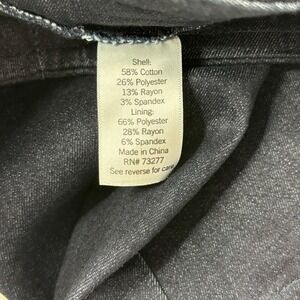 Shell:
58% Cotton
26% Polyester
13% Rayon
3% Spandex
Lining:
66% Polyester
28% Rayon
6% Spandex
Made in China
RN# 73277
See reverse for care